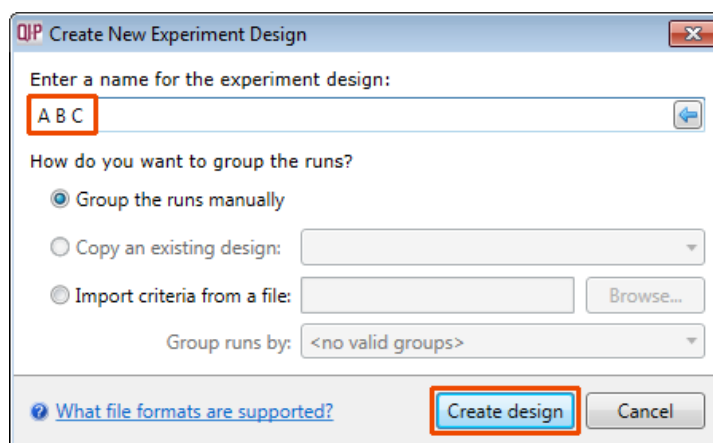 QIP Create New Experiment Design
Enter a name for the experiment design:
A B C
How do you want to group the runs?
Group the runs manually
Copy an existing design:
Import criteria from a file: Browse...
Group runs by: <no valid groups>
What file formats are supported? Create design Cancel